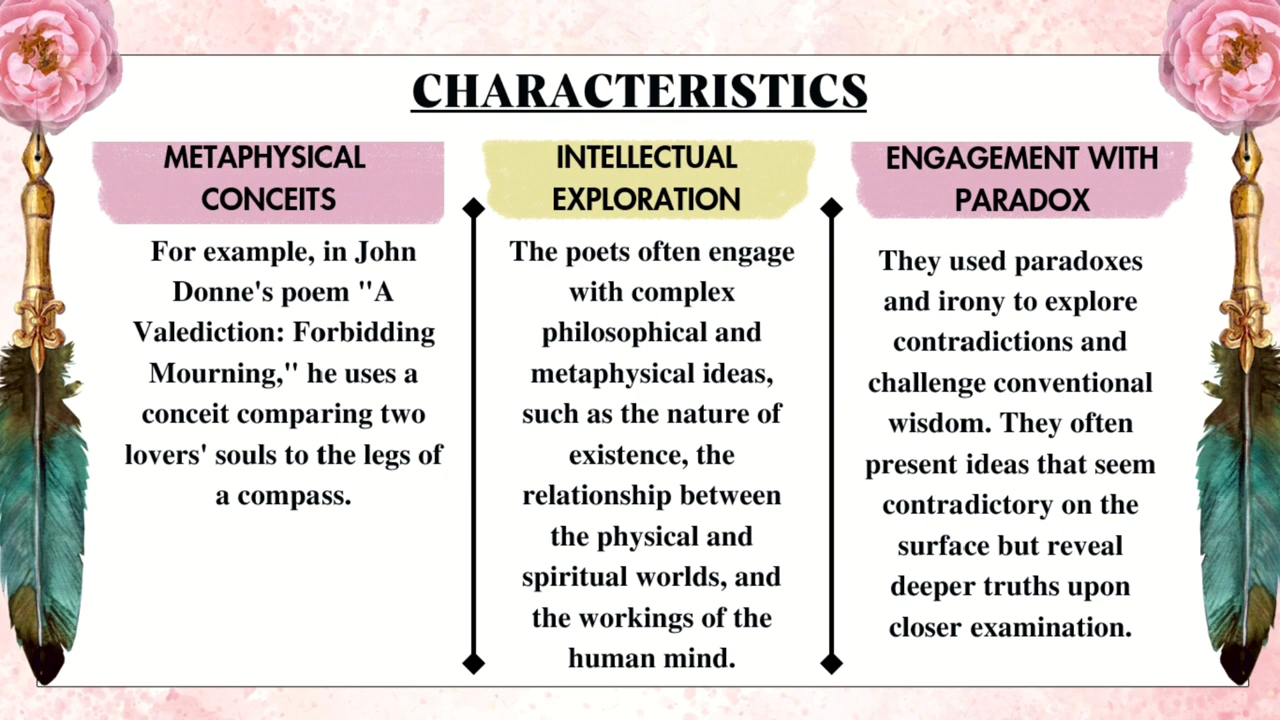 CHARACTERISTICS
METAPHYSICAL
CONCEITS
For example, in John
Donne's poem "A
Valediction: Forbidding
Mourning," he uses a
conceit comparing two
lovers' souls to the legs of
a compass.
INTELLECTUAL
EXPLORATION
The poets often engage
with complex
philosophical and
metaphysical ideas,
such as the nature of
existence, the
relationship between
the physical and
spiritual worlds, and
the workings of the
human mind.
ENGAGEMENT WITH
PARADOX
They used paradoxes
and irony to explore
contradictions and
challenge conventional
wisdom. They often
present ideas that seem
contradictory on the
surface but reveal
deeper truths upon
closer examination.